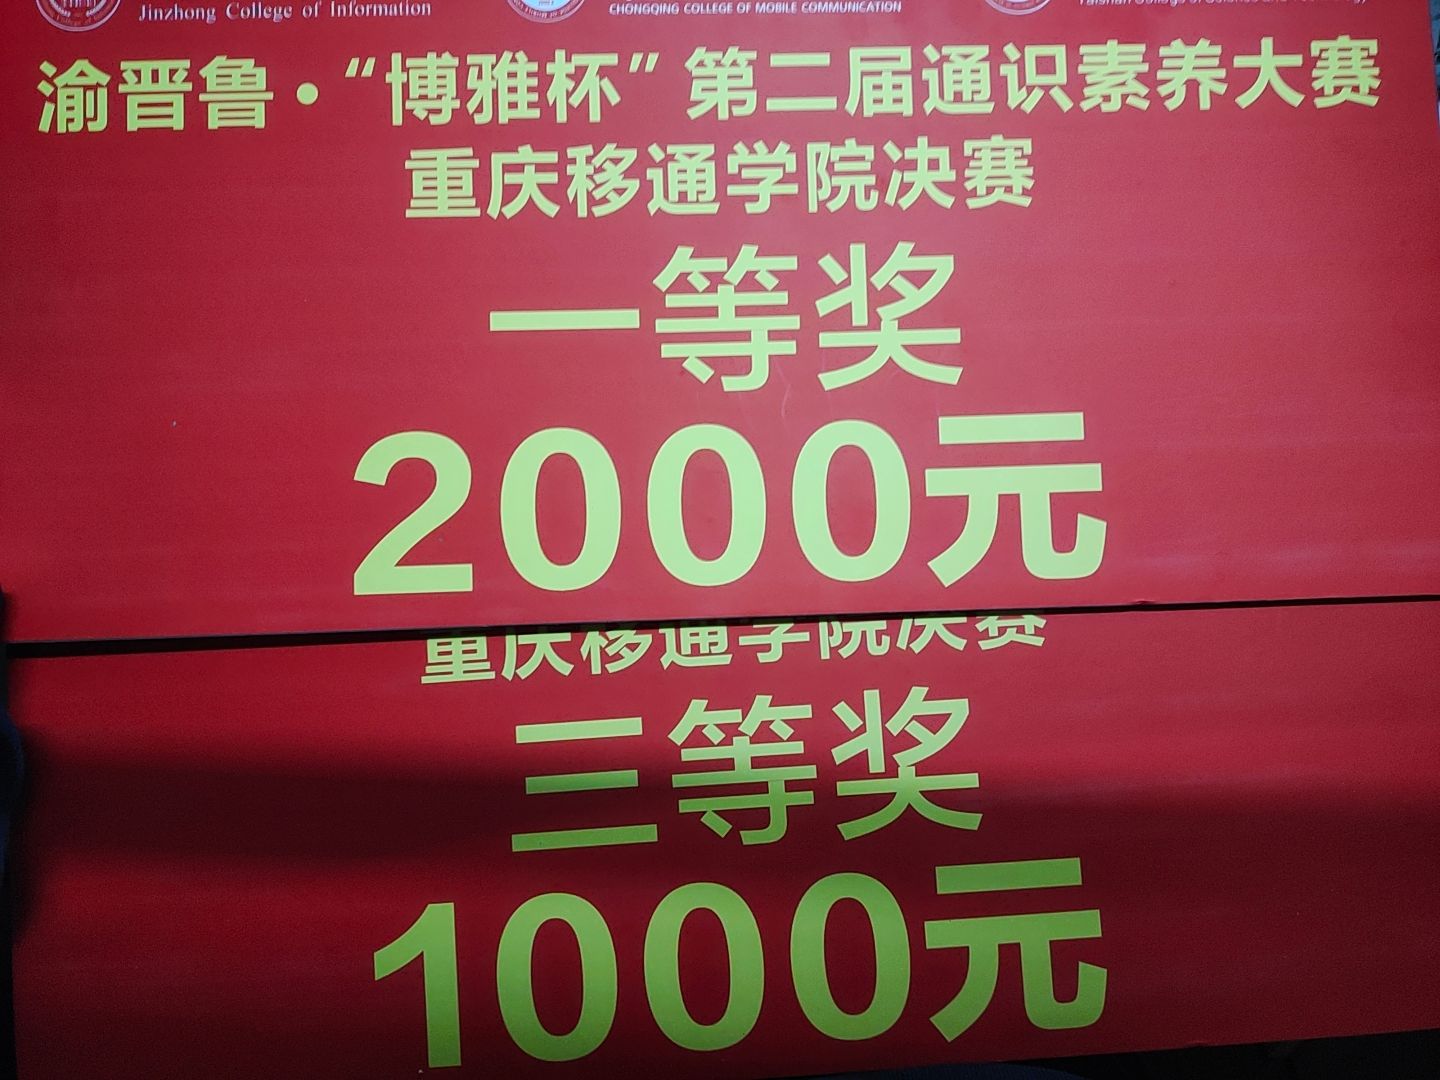 Jinzhong College of Information
CHONGQING COLLEGE OF MOBILE COMMUNICATION
渝晋鲁·“博雅杯”第二届通识素养大赛
重庆移通学院决赛
一等奖
2000元
重庆移通学院决赛
三等奖
1000元